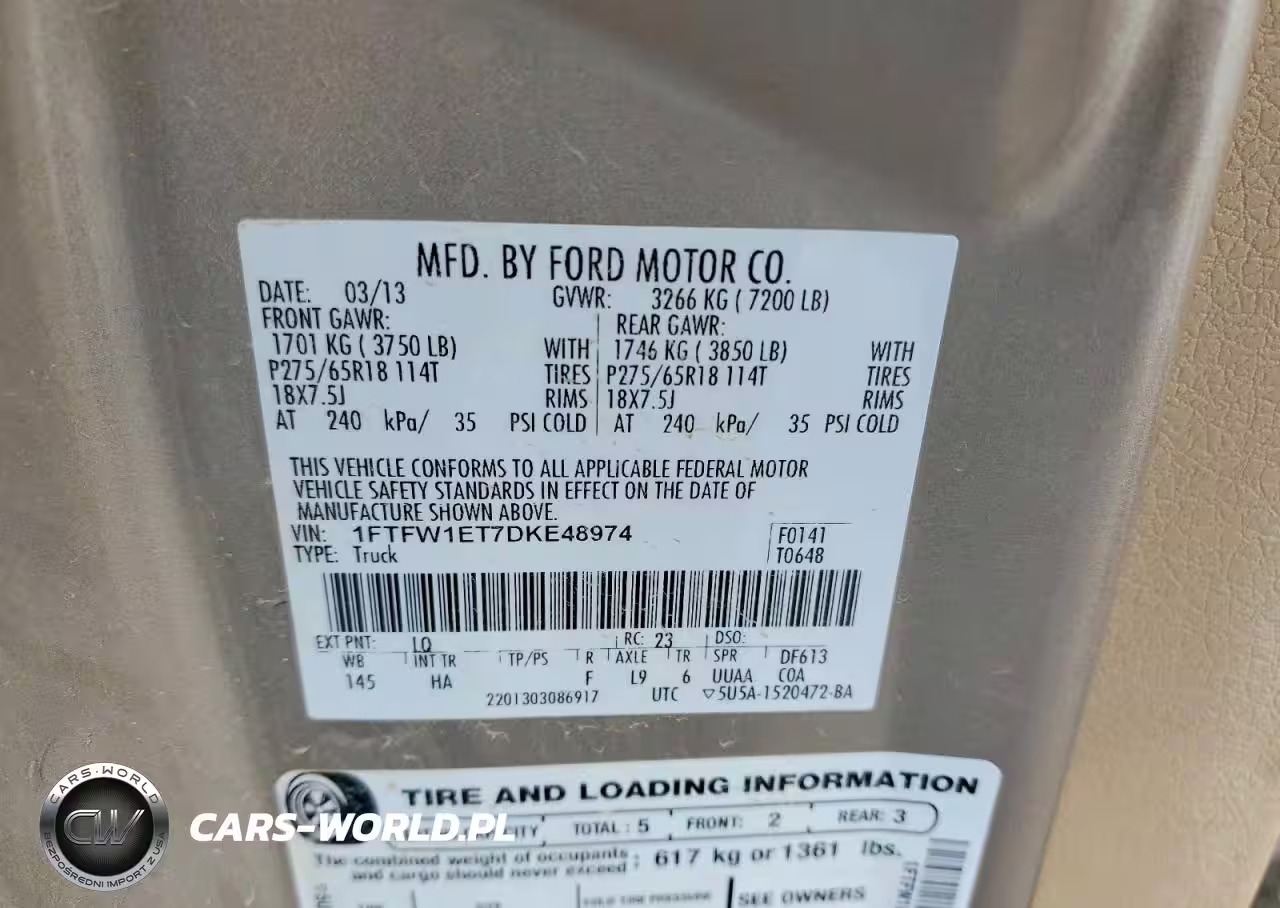 MFD. BY FORD MOTOR CO.
DATE: 03/13 GVWR: 3266 KG ( 7200 LB)
FRONT GAWR: REAR GAWR:
1701 KG ( 3750 LB) WITH 1746 KG ( 3850 LB) WITH
P275/65R18 114T TIRES P275/65R18 114T TIRES
18X7.5J RIMS 18X7.5J RIMS
AT 240 kPa/ 35 PSI COLD AT 240 kPa/ 35 PSI COLD
THIS VEHICLE CONFORMS TO ALL APPLICABLE FEDERAL MOTOR
VEHICLE SAFETY STANDARDS IN EFFECT ON THE DATE OF
MANUFACTURE SHOWN ABOVE.
VIN: 1FTFW1ET7DKE48974 F0141
TYPE: Truck T0648
EXT PNT: LQ RC: 23 DSO:
WB INT TR TP/PS R AXLE TR SPR DF613
145 HA F L9 6 UUAA COA
2201303086917 UTC ▽5U5A-1520472-BA
TIRE AND LOADING INFORMATION
TOTAL : 5 FRONT: 2 REAR: 3
The combined weight of occupants : 617 kg or 1361 lbs.
and cargo should never exceed
SEE OWNERS
CARS-WORLD
CW
BEZPOŚREDNI IMPORT Z USA
CARS-WORLD.PL